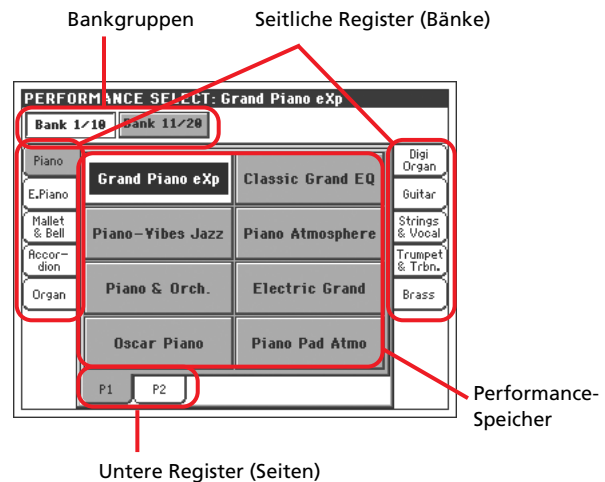 Bankgruppen
Seitliche Register (Bänke)
PERFORMANCE SELECT: Grand Piano eXp
Bank 1/10
Bank 11/20
Piano
E.Piano
Mallet
& Bell
Accor-
dion
Organ
Grand Piano eXp
Classic Grand EQ
Piano-Vibes Jazz
Piano Atmosphere
Piano & Orch.
Electric Grand
Oscar Piano
Piano Pad Atmo
Digi
Organ
Guitar
Strings
& Vocal
Trumpet
& Trbn.
Brass
P1
P2
Performance-
Speicher
Untere Register (Seiten)